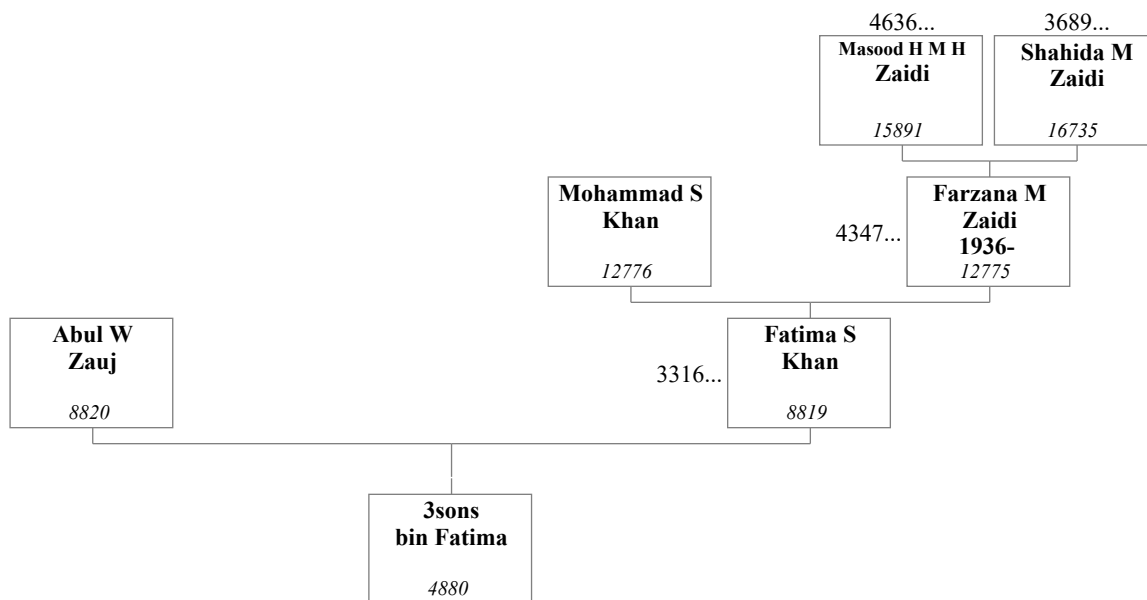 4636...
3689...
Masood H M H
Zaidi
15891
Shahida M
Zaidi
16735
Mohammad S
Khan
12776
4347...
Farzana M
Zaidi
1936-
12775
Abul W
Zauj
8820
3316...
Fatima S
Khan
8819
3sons
bin Fatima
4880